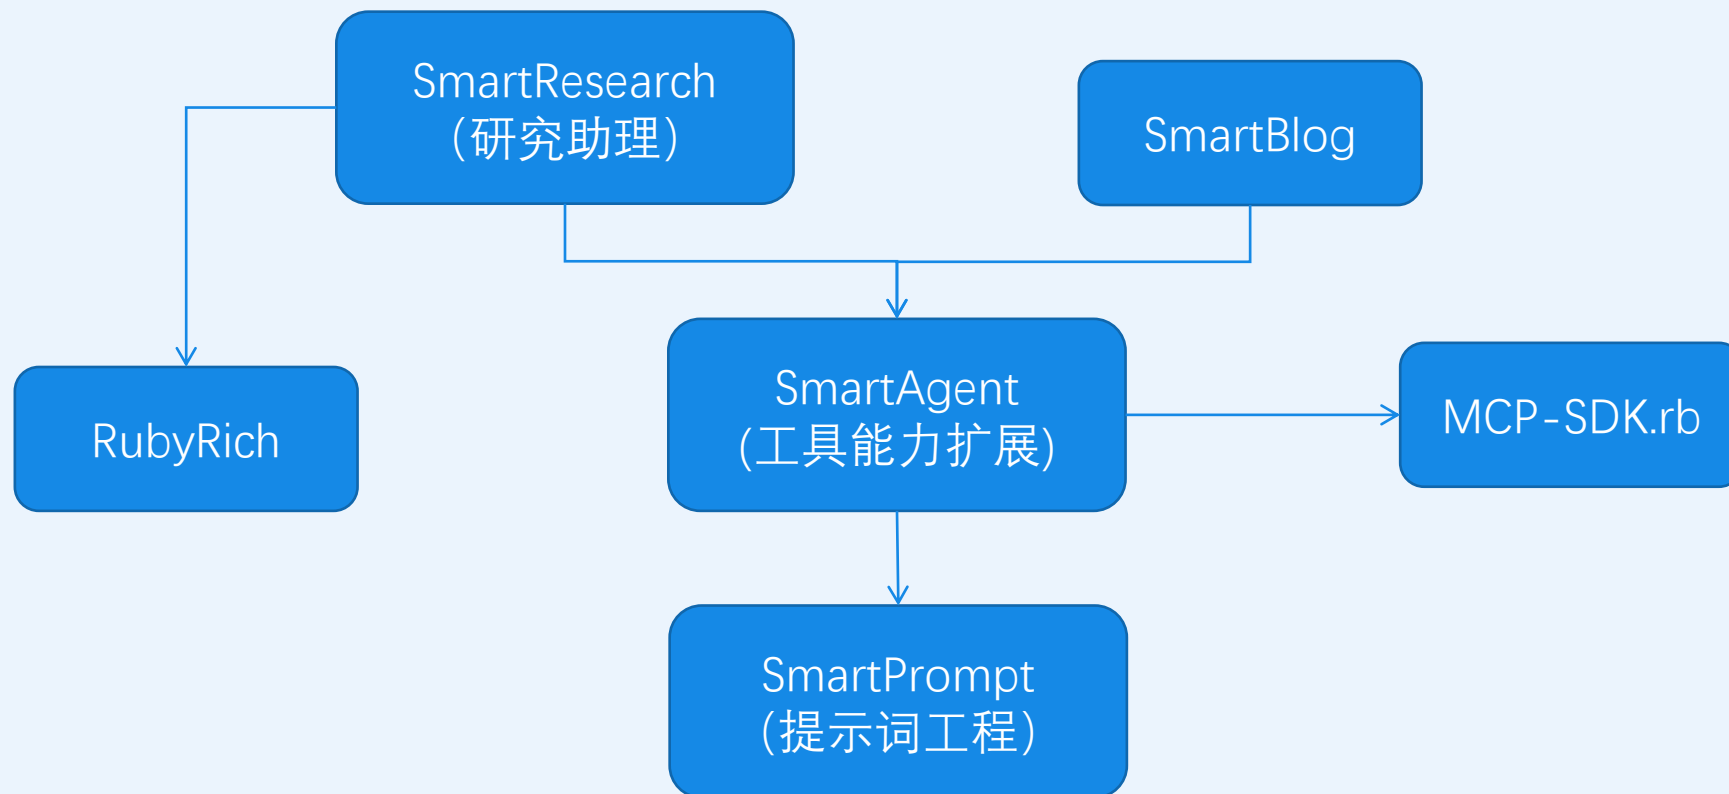 SmartResearch
(研究助理)
SmartBlog
RubyRich
SmartAgent
(工具能力扩展)
MCP-SDK.rb
SmartPrompt
(提示词工程)